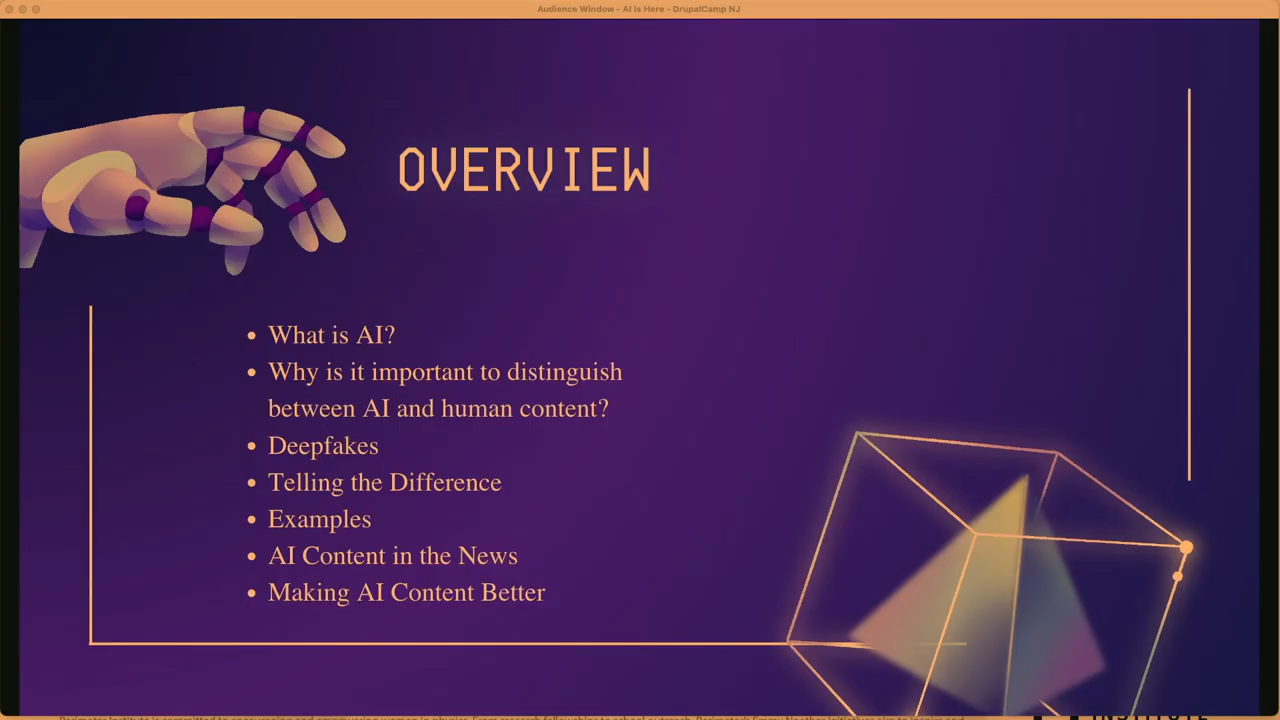 Audience Window - AI Is Here - DrupalCamp NJ
OVERVIEW
• What is AI?
• Why is it important to distinguish
between AI and human content?
• Deepfakes
• Telling the Difference
• Examples
• AI Content in the News
• Making AI Content Better